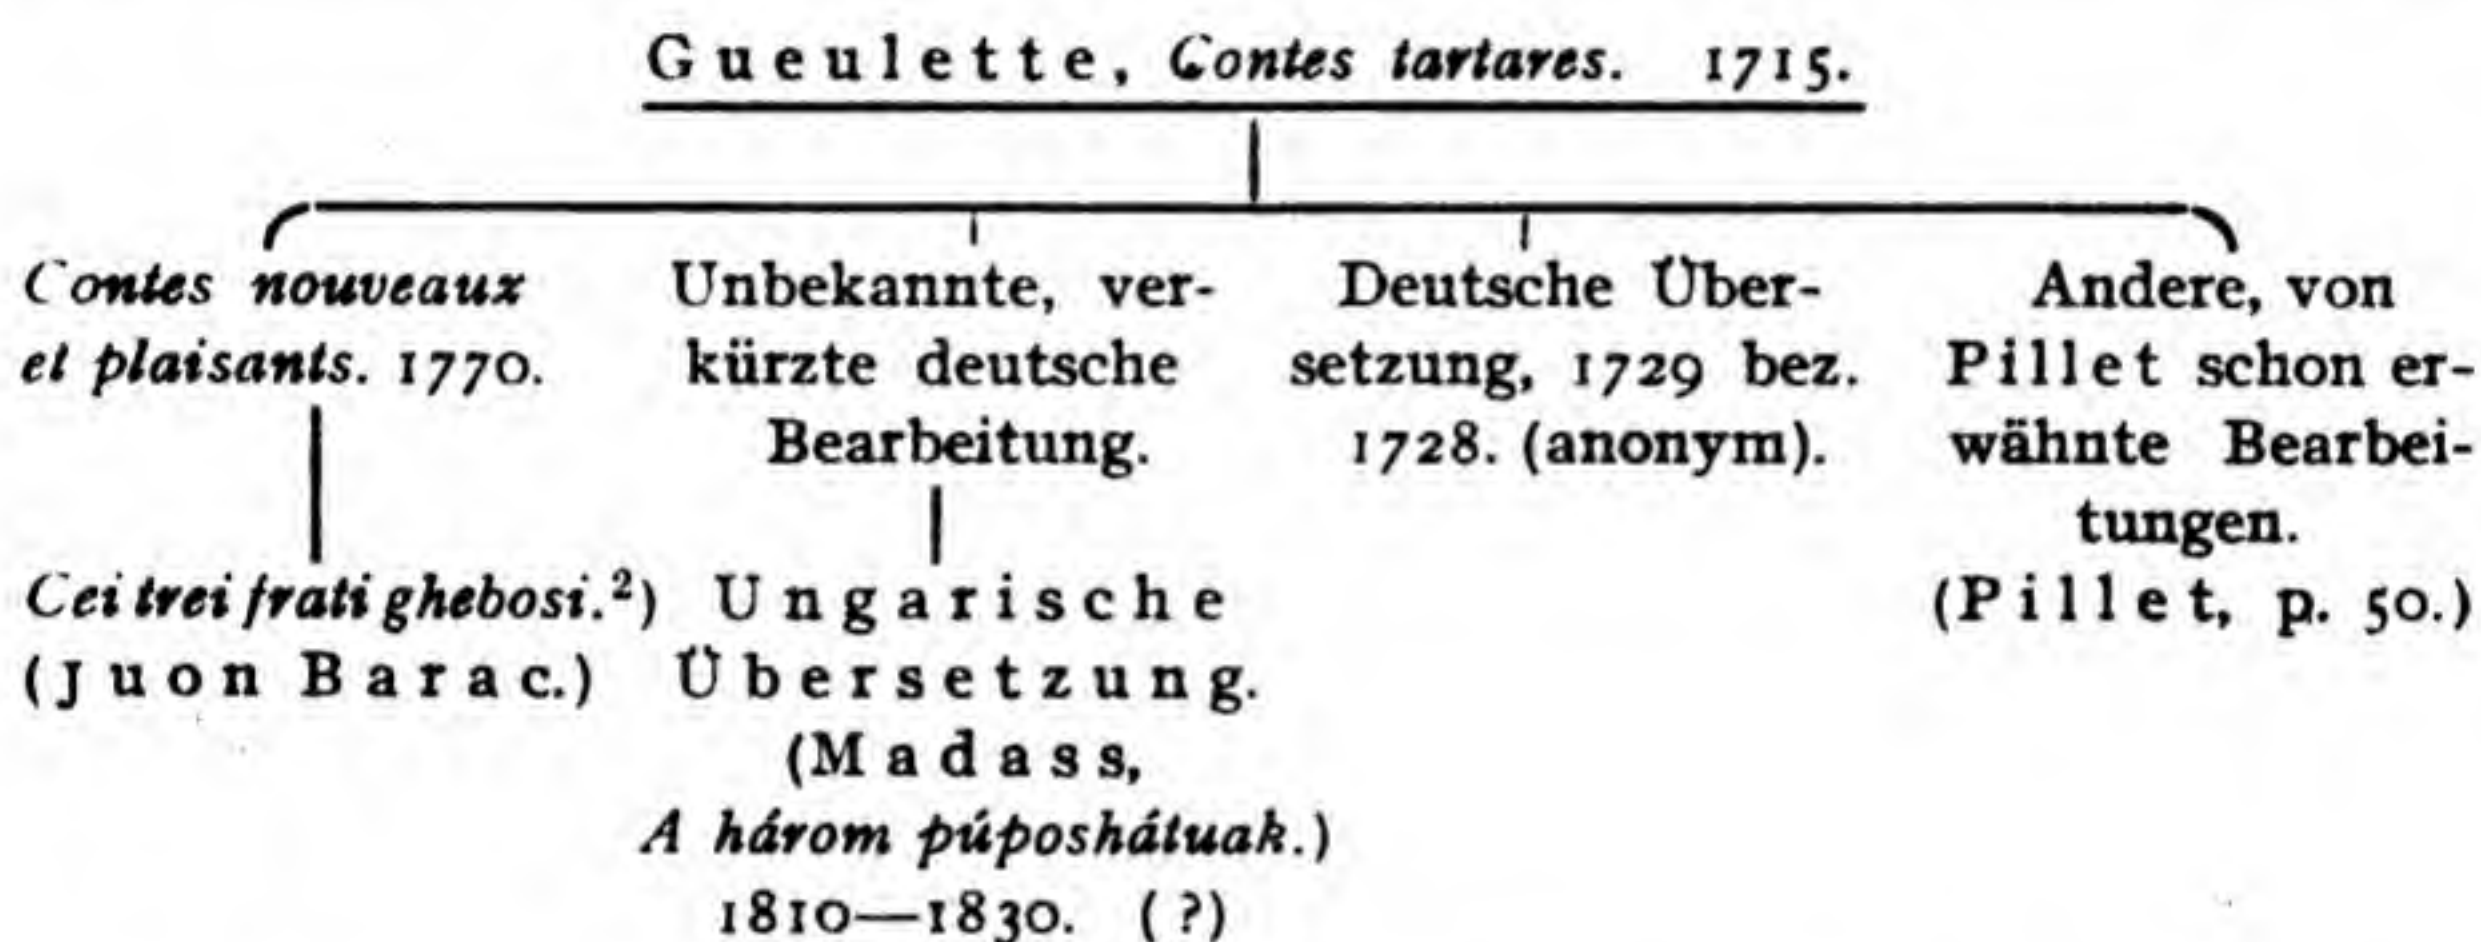 Gueulette, Contes tartares. 1715.
Contes nouveaux
et plaisants. 1770.
Cei trei frati ghebosi.²)
(Juon Barac.)
Unbekannte, ver-
kürzte deutsche
Bearbeitung.
Ungarische
Übersetzung.
(Madass,
A három púposhátuak.)
1810—1830. (?)
Deutsche Über-
setzung, 1729 bez.
1728. (anonym).
Andere, von
Pillet schon er-
wähnte Bearbei-
tungen.
(Pillet, p. 50.)